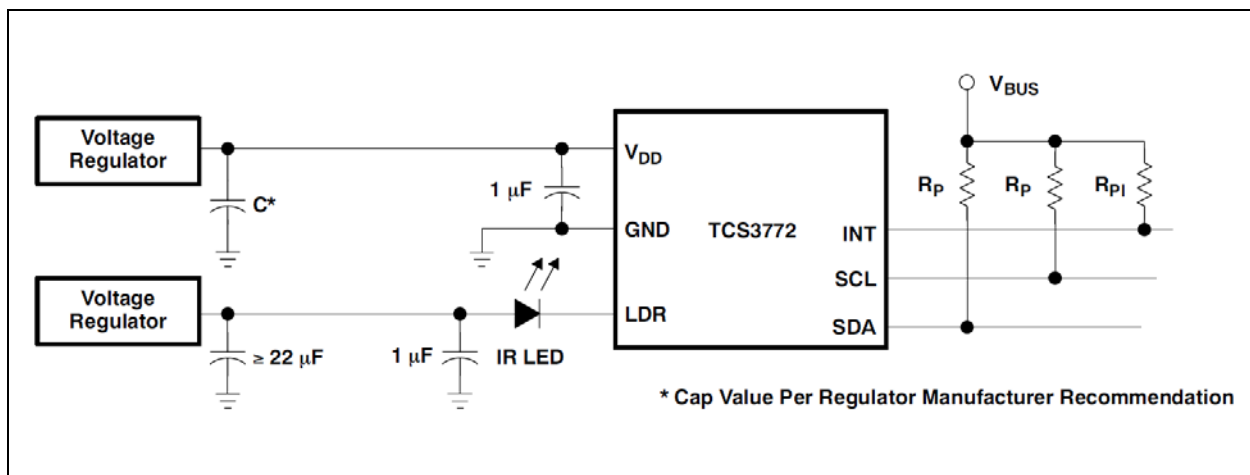 Voltage
Regulator
C*
1 µF
VDD
GND
LDR
TCS3772
INT
SCL
SDA
VBUS
RP
RP
RPI
Voltage
Regulator
≥ 22 µF
1 µF
IR LED
* Cap Value Per Regulator Manufacturer Recommendation